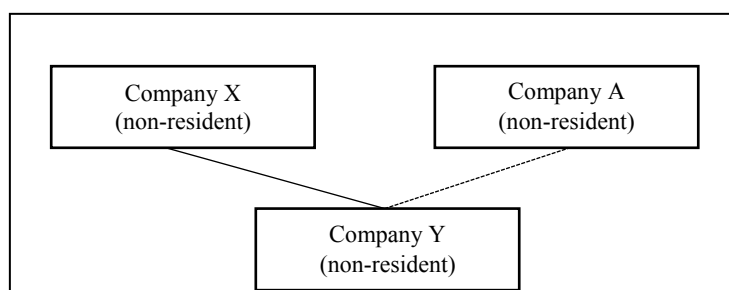 Company X
(non-resident)
Company A
(non-resident)
Company Y
(non-resident)